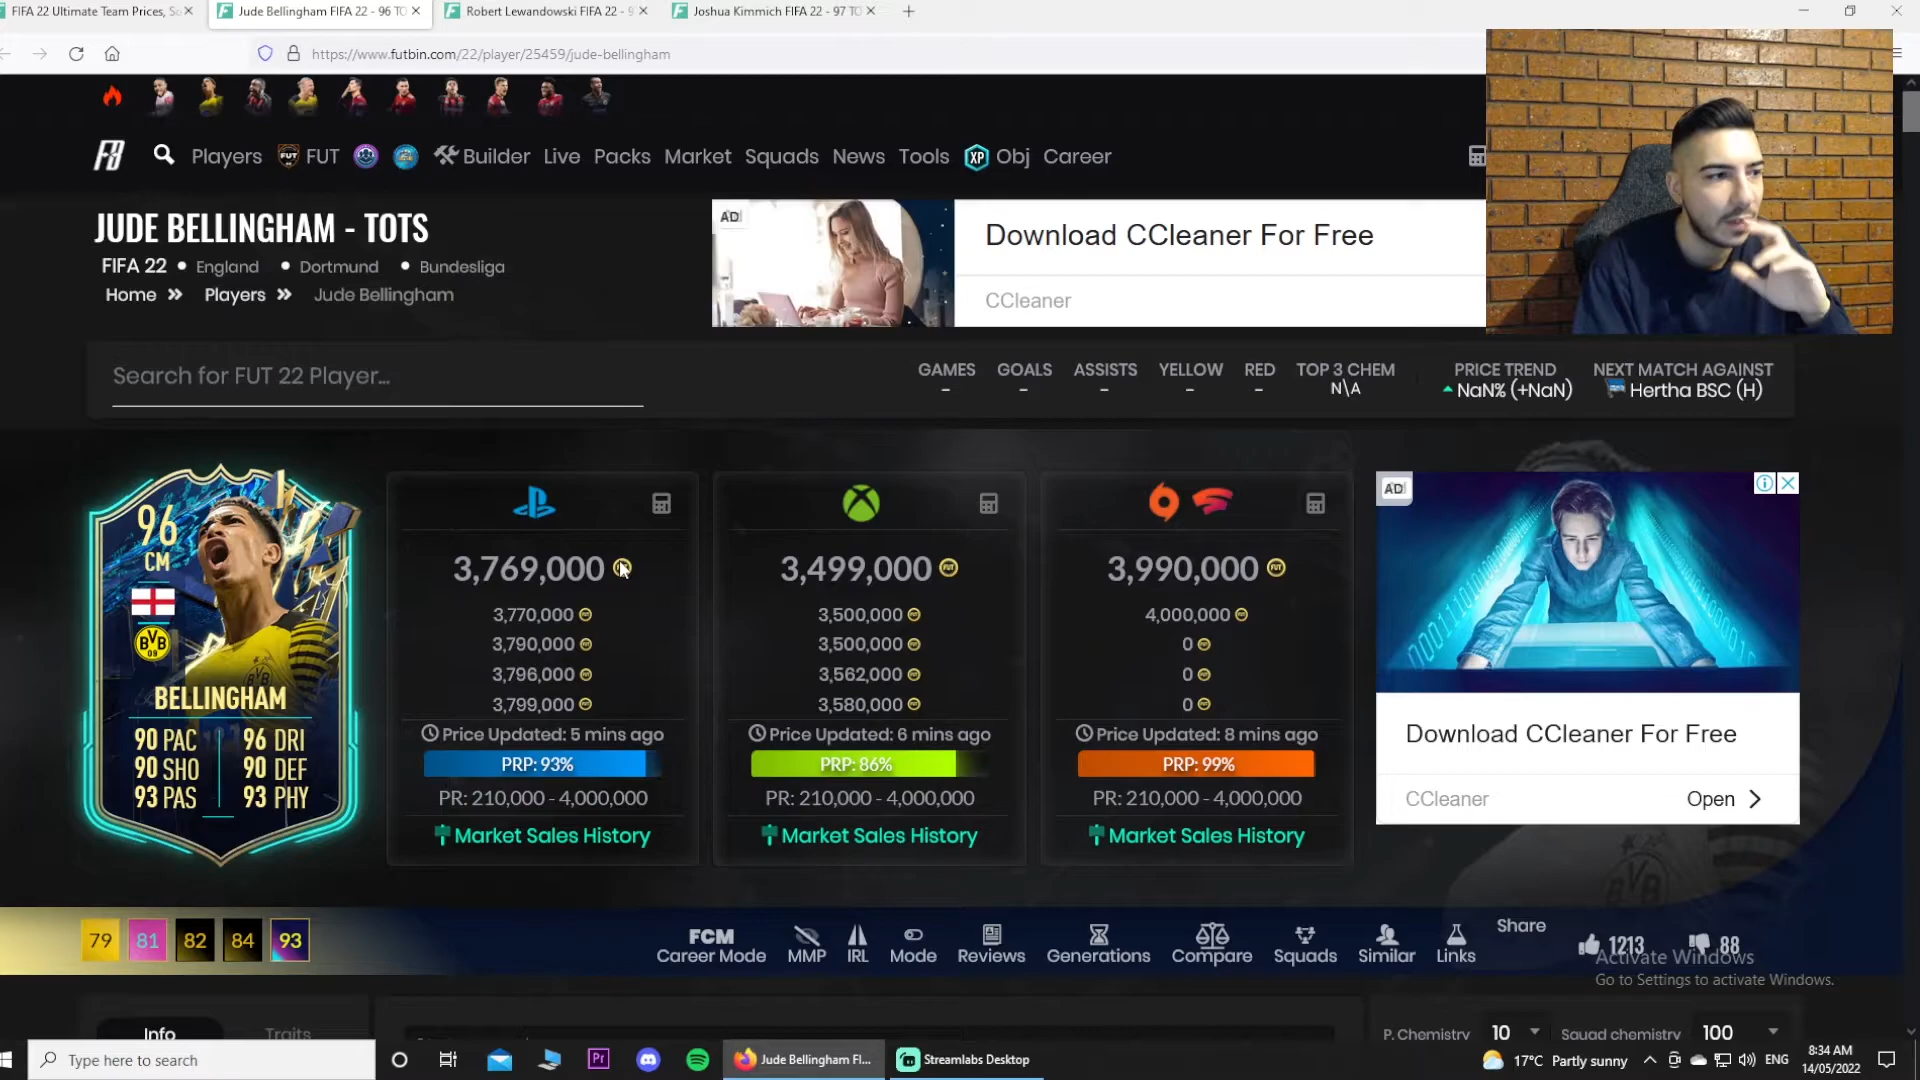 FIFA 22 Ultimate Team Prices, So
Jude Bellingham FIFA 22 - 96 TO
Robert Lewandowski FIFA 22 - 9
Joshua Kimmich FIFA 22 - 97 TO
https://www.futbin.com/22/player/25459/jude-bellingham
Players FUT FUT Builder Live Packs Market Squads News Tools XP Obj Career
JUDE BELLINGHAM - TOTS
FIFA 22 • England • Dortmund • Bundesliga
Home » Players » Jude Bellingham
AD
Download CCleaner For Free
CCleaner
Search for FUT 22 Player...
GAMES GOALS ASSISTS YELLOW RED TOP 3 CHEM PRICE TREND NEXT MATCH AGAINST
- - - - - N\A NaN% (+NaN) Hertha BSC (H)
96
CM
BVB
09
BELLINGHAM
90 PAC 96 DRI
90 SHO 90 DEF
93 PAS 93 PHY
3,769,000
3,770,000
3,790,000
3,796,000
3,799,000
Price Updated: 5 mins ago
PRP: 93%
PR: 210,000 - 4,000,000
Market Sales History
3,499,000
3,500,000
3,500,000
3,562,000
3,580,000
Price Updated: 6 mins ago
PRP: 86%
PR: 210,000 - 4,000,000
Market Sales History
3,990,000
4,000,000
0
0
0
Price Updated: 8 mins ago
PRP: 99%
PR: 210,000 - 4,000,000
Market Sales History
AD
Download CCleaner For Free
CCleaner Open
79 81 82 84 93
FCM
Career Mode MMP IRL Mode Reviews Generations Compare Squads Similar Links
Share
1213 88
Activate Windows
Go to Settings to activate Windows.
Info Traits
P. Chemistry 10 Squad chemistry 100
Type here to search
Pr
Jude Bellingham FI...
Streamlabs Desktop
17°C Partly sunny
ENG
8:34 AM
14/05/2022